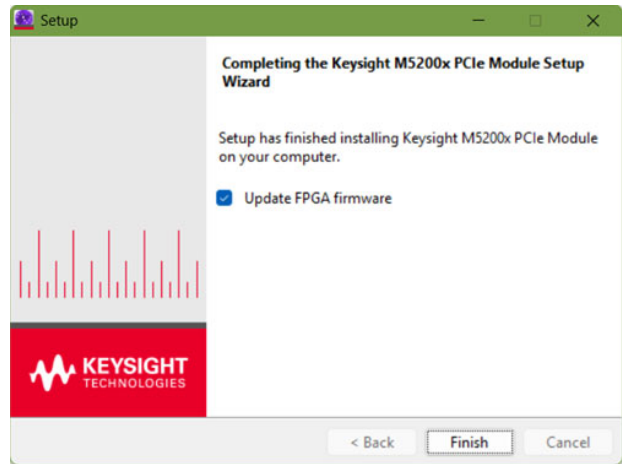 Setup
Completing the Keysight M5200x PCIe Module Setup
Wizard
Setup has finished installing Keysight M5200x PCIe Module
on your computer.
Update FPGA firmware
KEYSIGHT
TECHNOLOGIES
< Back Finish Cancel